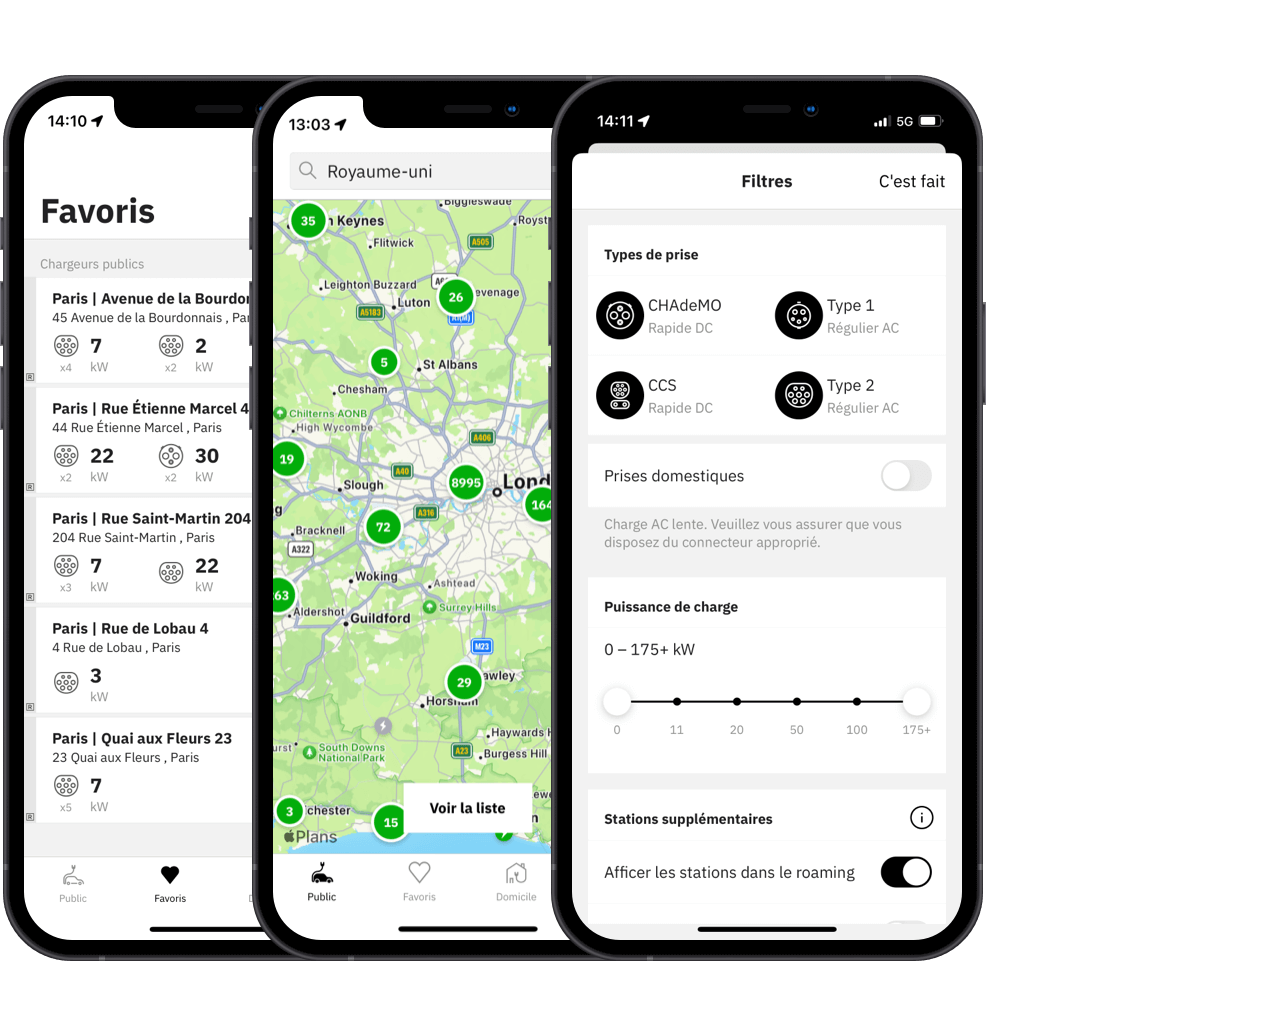 14:10
Favoris
Chargeurs publics
Paris | Avenue de la Bourdon
45 Avenue de la Bourdonnais , Par
7
2
x4
kW
x2
kW
R
Paris | Rue Étienne Marcel 4
44 Rue Étienne Marcel , Paris
22
30
x2
kW
x2
kW
R
Paris | Rue Saint-Martin 204
204 Rue Saint-Martin , Paris
7
22
x3
kW
kW
R
Paris | Rue de Lobau 4
4 Rue de Lobau , Paris
3
kW
R
Paris | Quai aux Fleurs 23
23 Quai aux Fleurs , Paris
7
x5
kW
R
Public
Favoris
D
13:03
Royaume-uni
Biggleswade
35
n Keynes
Royst
Flitwick
A505
Leighton Buzzard
A6
26
evenage
Luton
A5183
5
St Albans
Chesham
Chilterns AONB
High Wycombe
A406
19
A40
8995
Lond
Slough
164
A316
g
72
Bracknell
A322
Woking
Ashtead
63
Surrey Hills
Aldershot
Guildford
M23
29
awley
Horsham
Haywards H
urst
South Downs
National Park
A23
Burgess Hill
ewe
3
chester
15
Voir la liste
n
Plans
Public
Favoris
Domicile
14:11
5G
Filtres
C'est fait
Types de prise
CHAdeMO
Rapide DC
Type 1
Régulier AC
CCS
Rapide DC
Type 2
Régulier AC
Prises domestiques
Charge AC lente. Veuillez vous assurer que vous
disposez du connecteur approprié.
Puissance de charge
0 – 175+ kW
0
11
20
50
100
175+
Stations supplémentaires
Afficer les stations dans le roaming